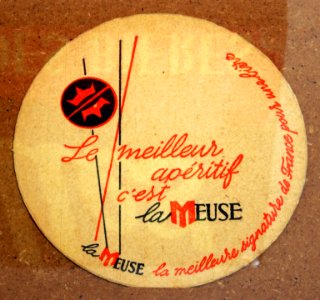 Le meilleur
apéritif
c'est
la MEUSE
la MEUSE
la meilleure signature de France pour une bière